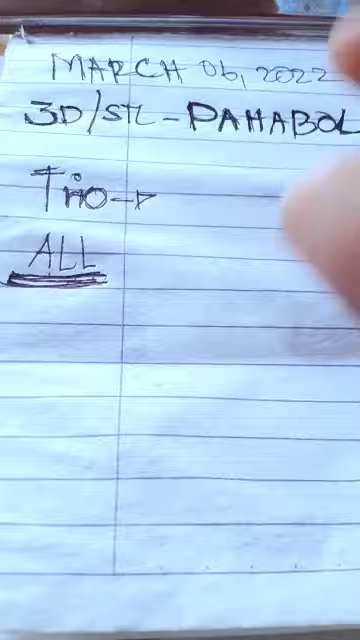 MARCH 06, 2022
3D/STL - PAHABOL
Trio →
ALL